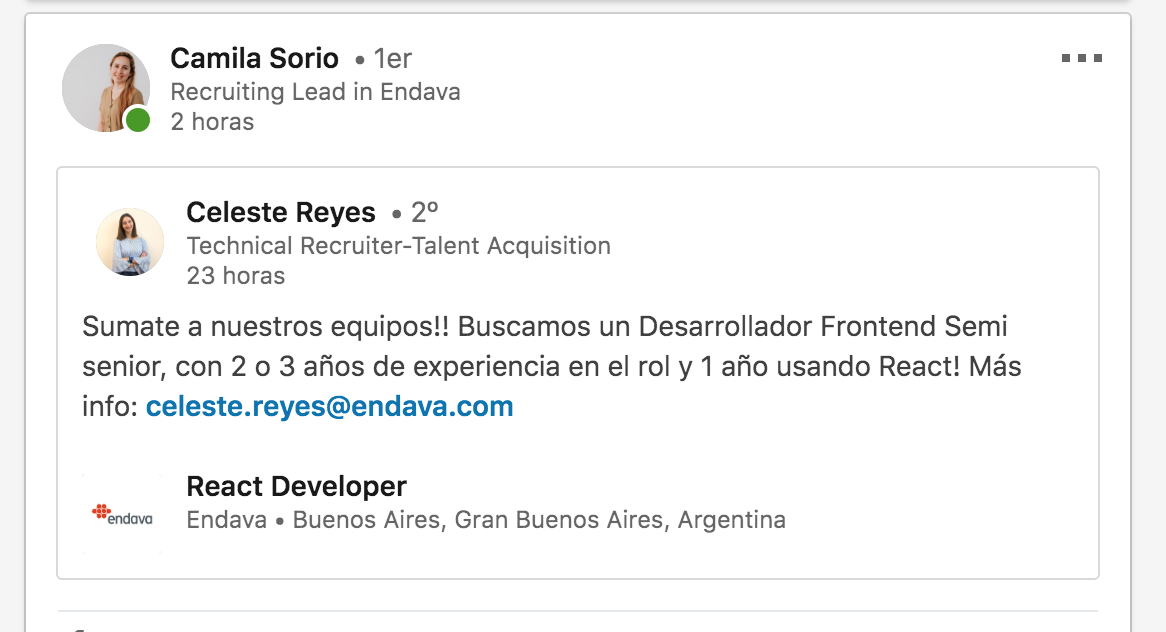 Camila Sorio • 1er
Recruiting Lead in Endava
2 horas
Celeste Reyes • 2º
Technical Recruiter-Talent Acquisition
23 horas
Sumate a nuestros equipos!! Buscamos un Desarrollador Frontend Semi
senior, con 2 o 3 años de experiencia en el rol y 1 año usando React! Más
info: celeste.reyes@endava.com
React Developer
endava
Endava • Buenos Aires, Gran Buenos Aires, Argentina